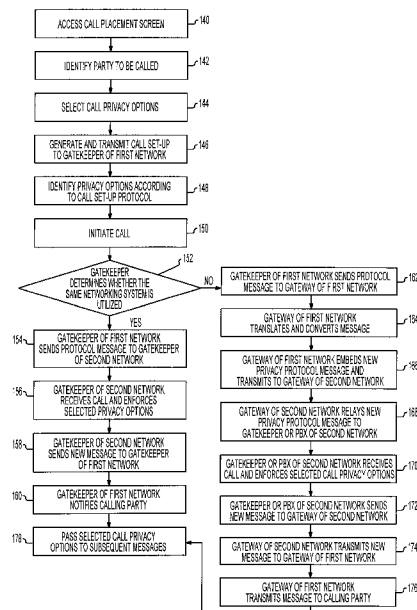 ACCESS CALL PLACEMENT SCREEN
140
IDENTIFY PARTY TO BE CALLED
142
SELECT CALL PRIVACY OPTIONS
144
GENERATE AND TRANSMIT CALL SET-UP
TO GATEKEEPER OF FIRST NETWORK
146
IDENTIFY PRIVACY OPTIONS ACCORDING
TO CALL SET-UP PROTOCOL
148
INITIATE CALL
150
152
GATEKEEPER
DETERMINES WHETHER THE
SAME NETWORKING SYSTEM IS
UTILIZED
NO
YES
154
GATEKEEPER OF FIRST NETWORK
SENDS PROTOCOL MESSAGE TO GATEKEEPER
OF SECOND NETWORK
156
GATEKEEPER OF SECOND NETWORK
RECEIVES CALL AND ENFORCES
SELECTED PRIVACY OPTIONS
158
GATEKEEPER OF SECOND NETWORK
SENDS NEW MESSAGE TO GATEKEEPER
OF FIRST NETWORK
160
GATEKEEPER OF FIRST NETWORK
NOTIFIES CALLING PARTY
178
PASS SELECTED CALL PRIVACY
OPTIONS TO SUBSEQUENT MESSAGES
GATEKEEPER OF FIRST NETWORK SENDS PROTOCOL
MESSAGE TO GATEWAY OF FIRST NETWORK
162
GATEWAY OF FIRST NETWORK
TRANSLATES AND CONVERTS MESSAGE
164
GATEWAY OF FIRST NETWORK EMBEDS NEW
PRIVACY PROTOCOL MESSAGE AND
TRANSMITS TO GATEWAY OF SECOND NETWORK
166
GATEWAY OF SECOND NETWORK RELAYS NEW
PRIVACY PROTOCOL MESSAGE TO
GATEKEEPER OR PBX OF SECOND NETWORK
168
GATEKEEPER OR PBX OF SECOND NETWORK RECEIVES
CALL AND ENFORCES SELECTED CALL PRIVACY OPTIONS
170
GATEKEEPER OR PBX OF SECOND NETWORK SENDS
NEW MESSAGE TO GATEWAY OF SECOND NETWORK
172
GATEWAY OF SECOND NETWORK TRANSMITS NEW
MESSAGE TO GATEWAY OF FIRST NETWORK
174
GATEWAY OF FIRST NETWORK
TRANSMITS MESSAGE TO CALLING PARTY
176